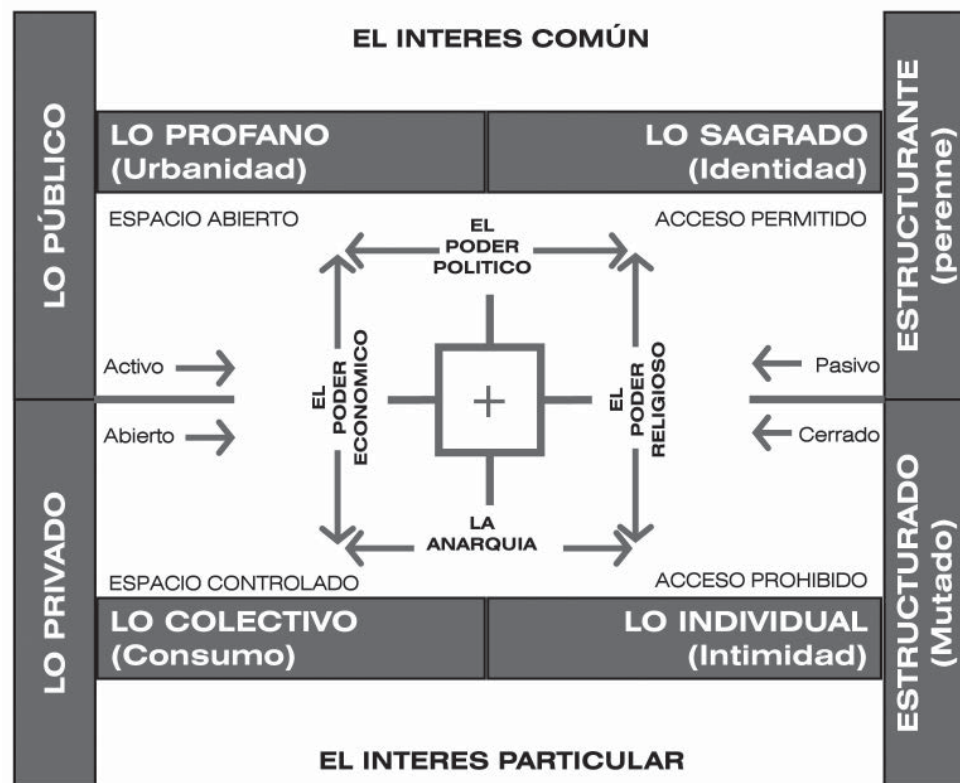 EL INTERES COMÚN
LO PÚBLICO
LO PROFANO
(Urbanidad)
LO SAGRADO
(Identidad)
ESTRUCTURANTE
(perenne)
ESPACIO ABIERTO
ACCESO PERMITIDO
EL
PODER
POLITICO
Activo
Pasivo
EL
PODER
ECONOMICO
EL
PODER
RELIGIOSO
Abierto
Cerrado
LA
ANARQUIA
ESPACIO CONTROLADO
ACCESO PROHIBIDO
LO PRIVADO
LO COLECTIVO
(Consumo)
LO INDIVIDUAL
(Intimidad)
ESTRUCTURADO
(Mutado)
EL INTERES PARTICULAR